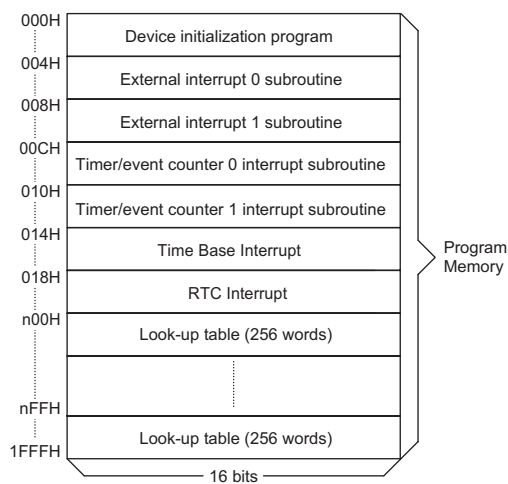 000H
Device initialization program
004H
External interrupt 0 subroutine
008H
External interrupt 1 subroutine
00CH
Timer/event counter 0 interrupt subroutine
010H
Timer/event counter 1 interrupt subroutine
014H
Time Base Interrupt
018H
RTC Interrupt
n00H
Look-up table (256 words)
nFFH
Look-up table (256 words)
1FFFH
16 bits
Program
Memory